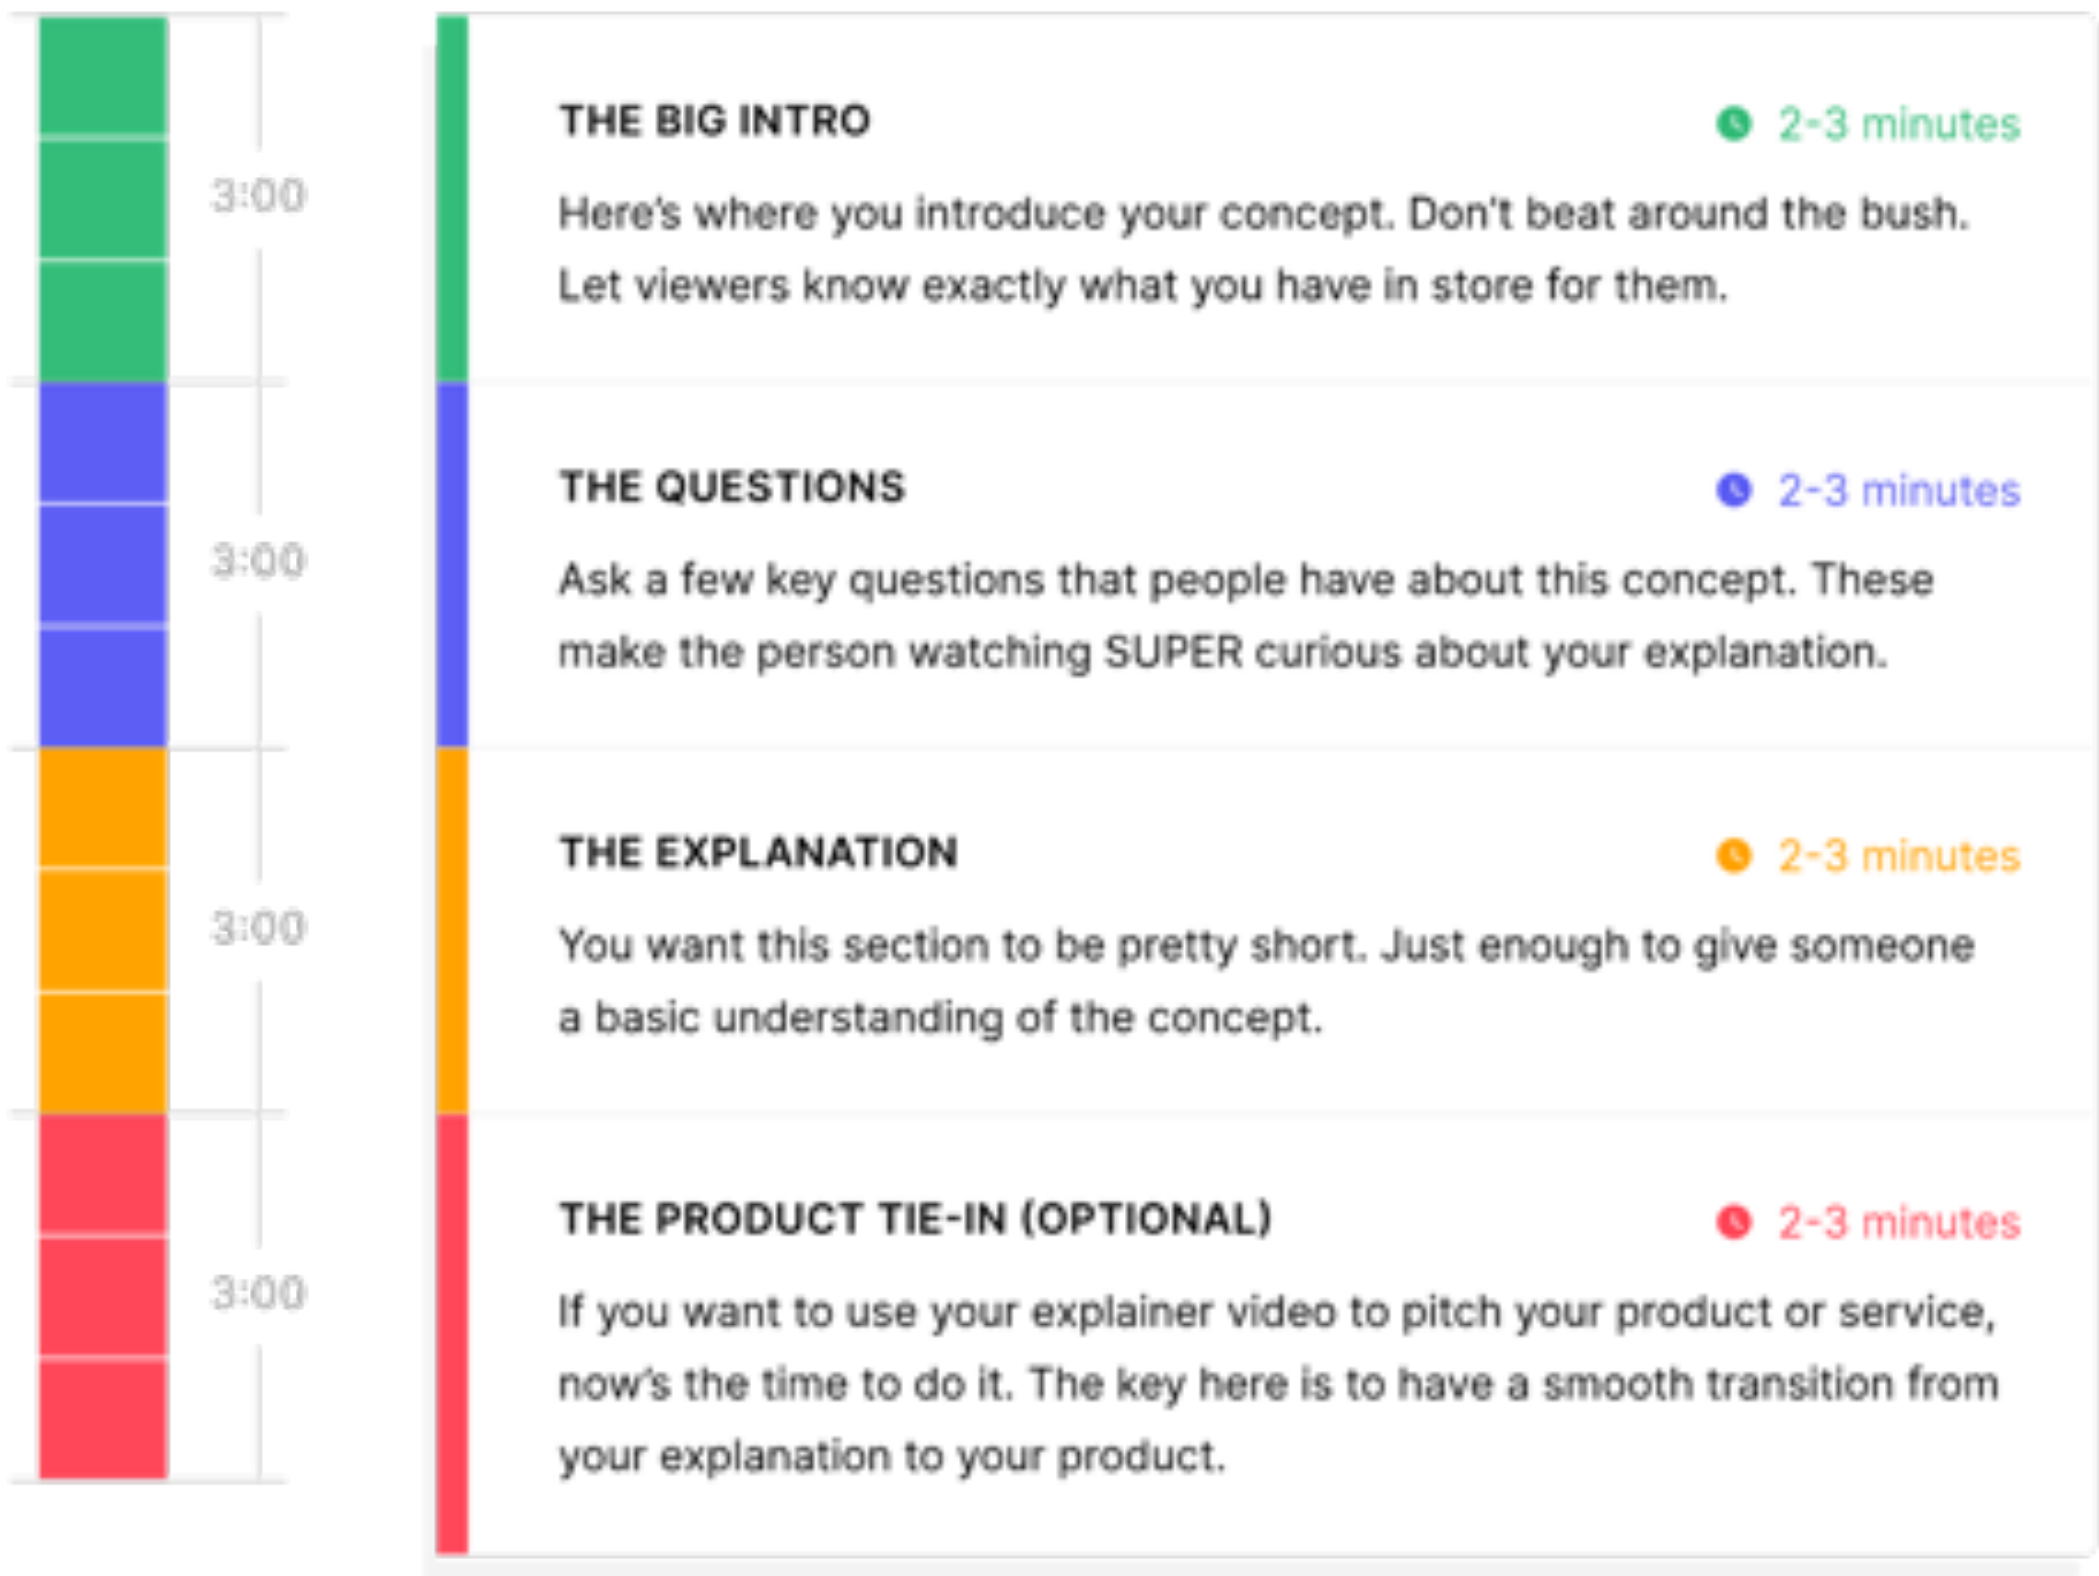 3:00
THE BIG INTRO
2-3 minutes
Here's where you introduce your concept. Don't beat around the bush.
Let viewers know exactly what you have in store for them.
3:00
THE QUESTIONS
2-3 minutes
Ask a few key questions that people have about this concept. These
make the person watching SUPER curious about your explanation.
3:00
THE EXPLANATION
2-3 minutes
You want this section to be pretty short. Just enough to give someone
a basic understanding of the concept.
3:00
THE PRODUCT TIE-IN (OPTIONAL)
2-3 minutes
If you want to use your explainer video to pitch your product or service,
now's the time to do it. The key here is to have a smooth transition from
your explanation to your product.